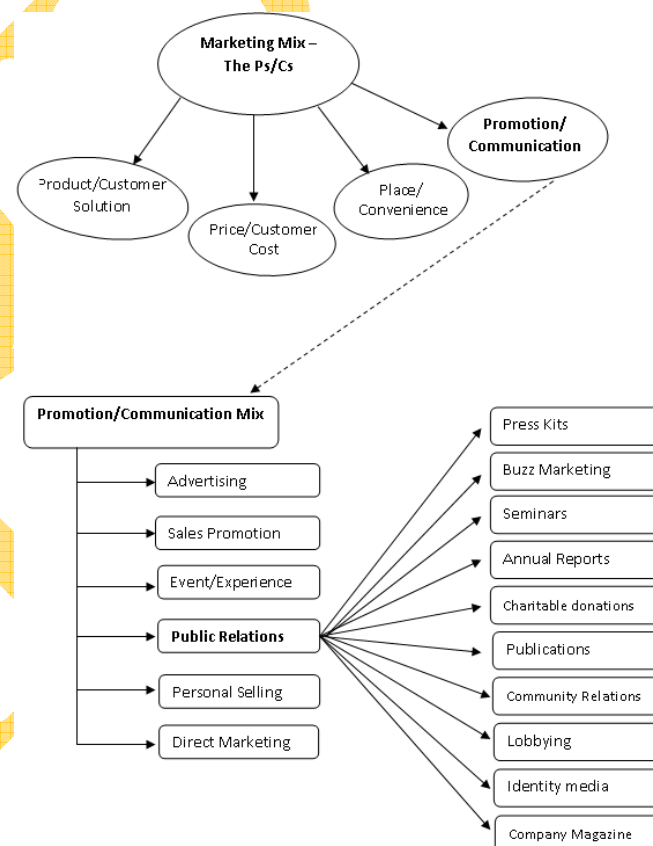 Marketing Mix –
The Ps/Cs
Promotion/
Communication
Product/Customer
Solution
Price/Customer
Cost
Place/
Convenience
Promotion/Communication Mix
Advertising
Sales Promotion
Event/Experience
Public Relations
Personal Selling
Direct Marketing
Press Kits
Buzz Marketing
Seminars
Annual Reports
Charitable donations
Publications
Community Relations
Lobbying
Identity media
Company Magazine